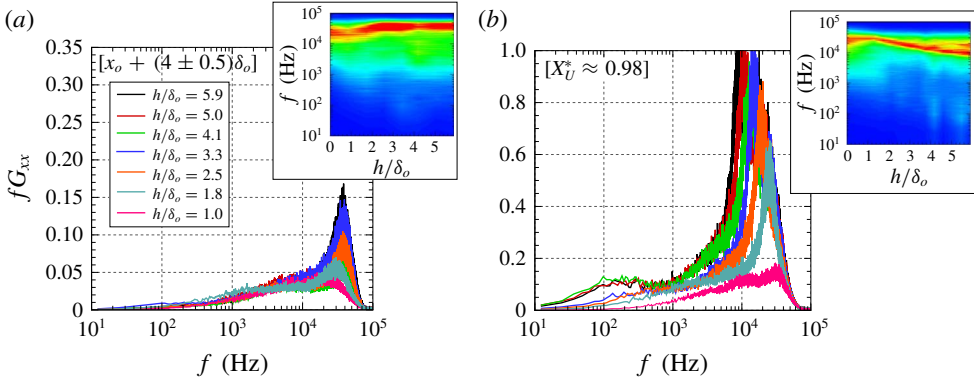 (a)
0.35
0.30
0.25
0.20
0.15
0.10
0.05
0
fG_xx
[x_o + (4 ± 0.5)δ_o]
h/δ_o = 5.9
h/δ_o = 5.0
h/δ_o = 4.1
h/δ_o = 3.3
h/δ_o = 2.5
h/δ_o = 1.8
h/δ_o = 1.0
10^1 10^2 10^3 10^4 10^5
f (Hz)
10^5
10^4
10^3
10^2
10^1
f (Hz)
0 1 2 3 4 5
h/δ_o
(b)
1.0
0.8
0.6
0.4
0.2
0
[X_U^* ≈ 0.98]
10^1 10^2 10^3 10^4 10^5
f (Hz)
10^5
10^4
10^3
10^2
10^1
f (Hz)
0 1 2 3 4 5
h/δ_o